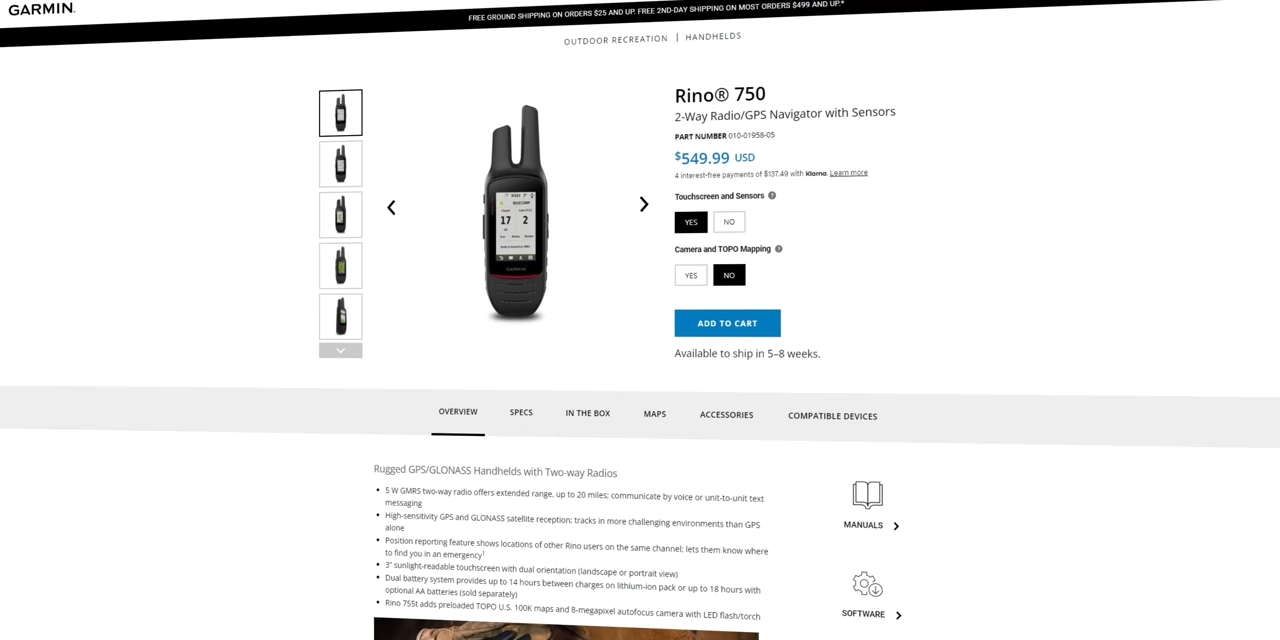 GARMIN.
FREE GROUND SHIPPING ON ORDERS $25 AND UP. FREE 2ND-DAY SHIPPING ON MOST ORDERS $499 AND UP.*
OUTDOOR RECREATION | HANDHELDS
Rino® 750
2-Way Radio/GPS Navigator with Sensors
PART NUMBER 010-01958-05
$549.99 USD
4 interest-free payments of $137.49 with Klarna. Learn more
Touchscreen and Sensors ?
YES NO
Camera and TOPO Mapping ?
YES NO
ADD TO CART
Available to ship in 5–8 weeks.
BASECAMP
17 2
GARMIN
OVERVIEW SPECS IN THE BOX MAPS ACCESSORIES COMPATIBLE DEVICES
Rugged GPS/GLONASS Handhelds with Two-way Radios
• 5 W GMRS two-way radio offers extended range, up to 20 miles; communicate by voice or unit-to-unit text
messaging
• High-sensitivity GPS and GLONASS satellite reception; tracks in more challenging environments than GPS
alone
• Position reporting feature shows locations of other Rino users on the same channel; lets them know where
to find you in an emergency¹
• 3” sunlight-readable touchscreen with dual orientation (landscape or portrait view)
• Dual battery system provides up to 14 hours between charges on lithium-ion pack or up to 18 hours with
optional AA batteries (sold separately)
• Rino 755t adds preloaded TOPO U.S. 100K maps and 8-megapixel autofocus camera with LED flash/torch
MANUALS
SOFTWARE